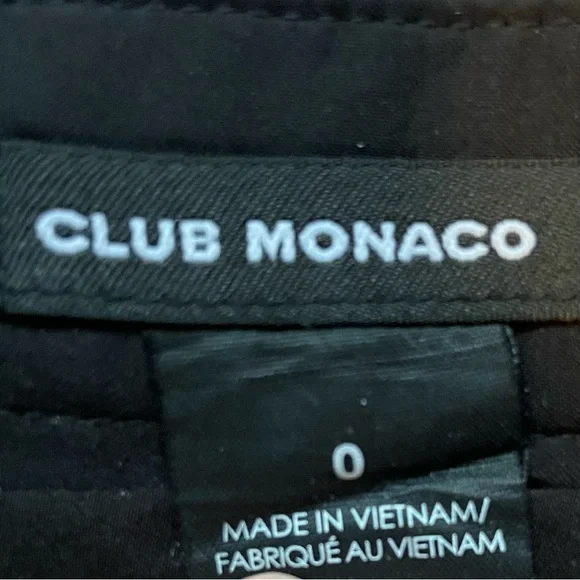 CLUB MONACO
0
MADE IN VIETNAM/
FABRIQUÉ AU VIETNAM